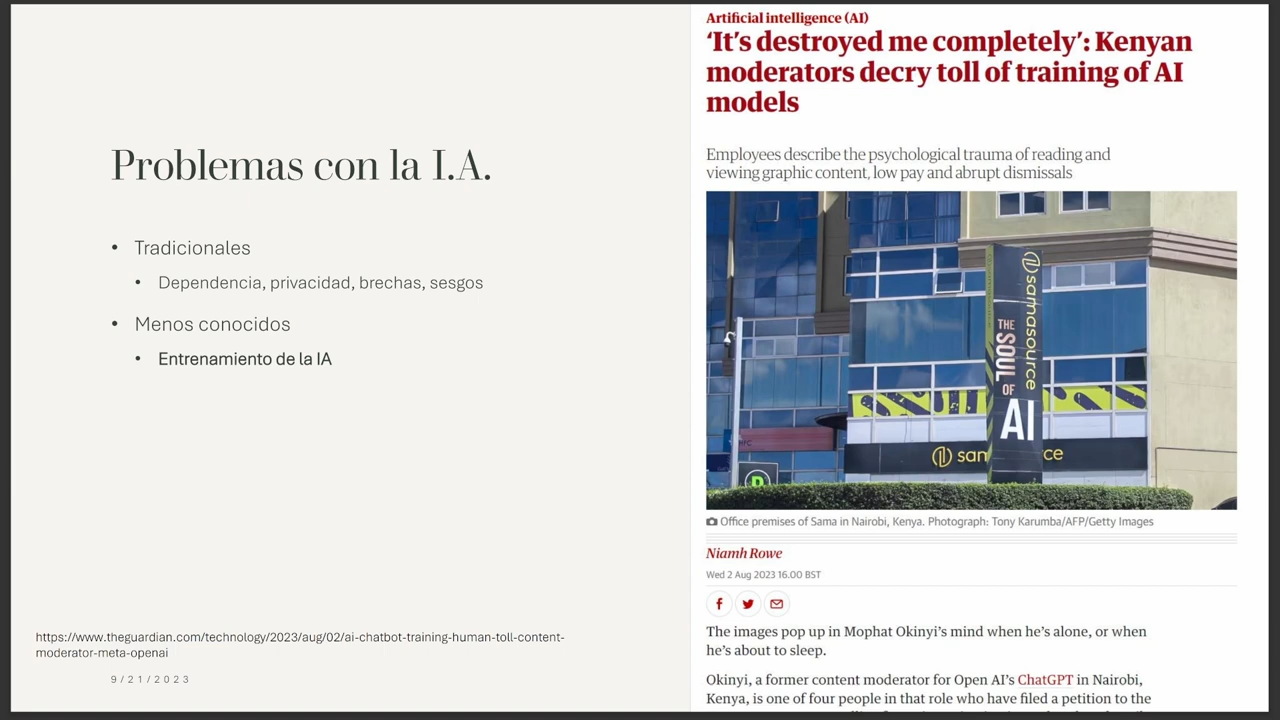 Problemas con la I.A.
• Tradicionales
• Dependencia, privacidad, brechas, sesgos
• Menos conocidos
• Entrenamiento de la IA
https://www.theguardian.com/technology/2023/aug/02/ai-chatbot-training-human-toll-content-
moderator-meta-openai
9/21/2023
Artificial intelligence (AI)
‘It’s destroyed me completely’: Kenyan
moderators decry toll of training of AI
models
Employees describe the psychological trauma of reading and
viewing graphic content, low pay and abrupt dismissals
samasource
THE
SOUL
OF
AI
sam
ce
Office premises of Sama in Nairobi, Kenya. Photograph: Tony Karumba/AFP/Getty Images
Niamh Rowe
Wed 2 Aug 2023 16.00 BST
The images pop up in Mophat Okinyi’s mind when he’s alone, or when
he’s about to sleep.
Okinyi, a former content moderator for Open AI’s ChatGPT in Nairobi,
Kenya, is one of four people in that role who have filed a petition to the